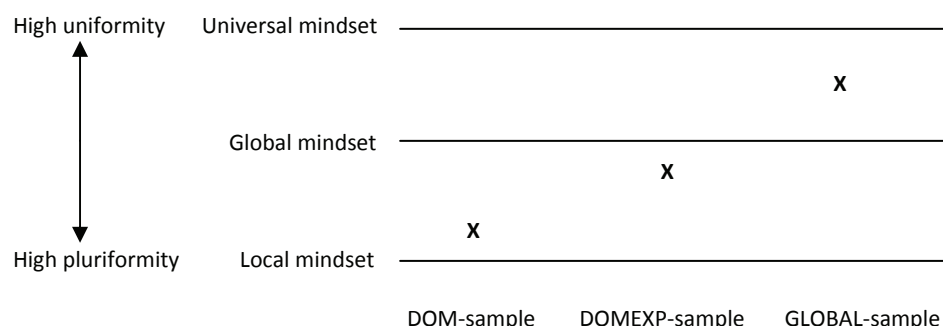 High uniformity Universal mindset
X
Global mindset
X
X
High pluriformity Local mindset
DOM-sample DOMEXP-sample GLOBAL-sample